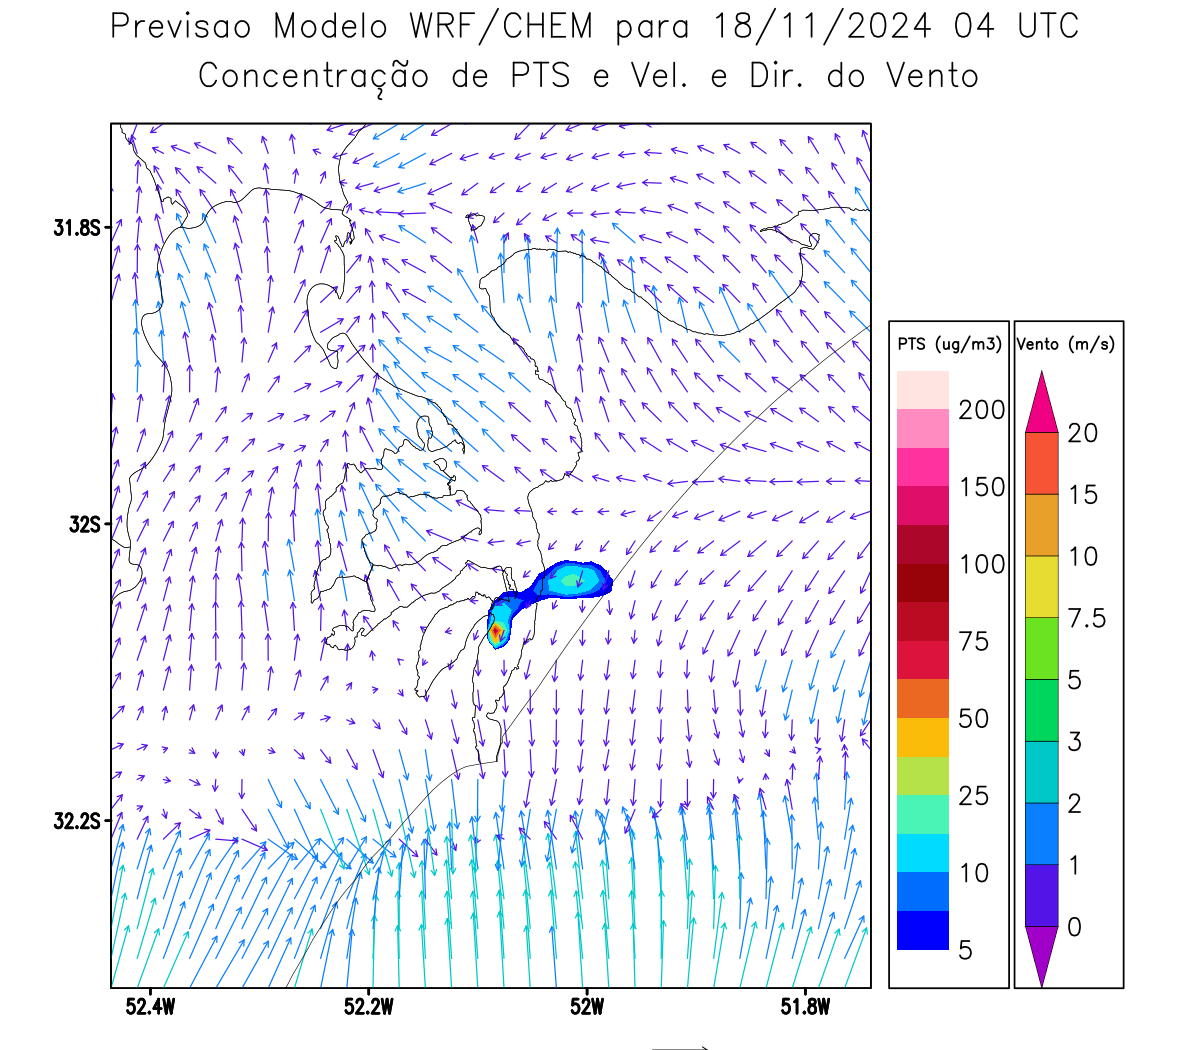 Previsao Modelo WRF/CHEM para 18/11/2024 04 UTC
Concentração de PTS e Vel. e Dir. do Vento
31.8S
32S
32.2S
52.4W 52.2W 52W 51.8W
PTS (ug/m3)
200
150
100
75
50
25
10
5
Vento (m/s)
20
15
10
7.5
5
3
2
1
0